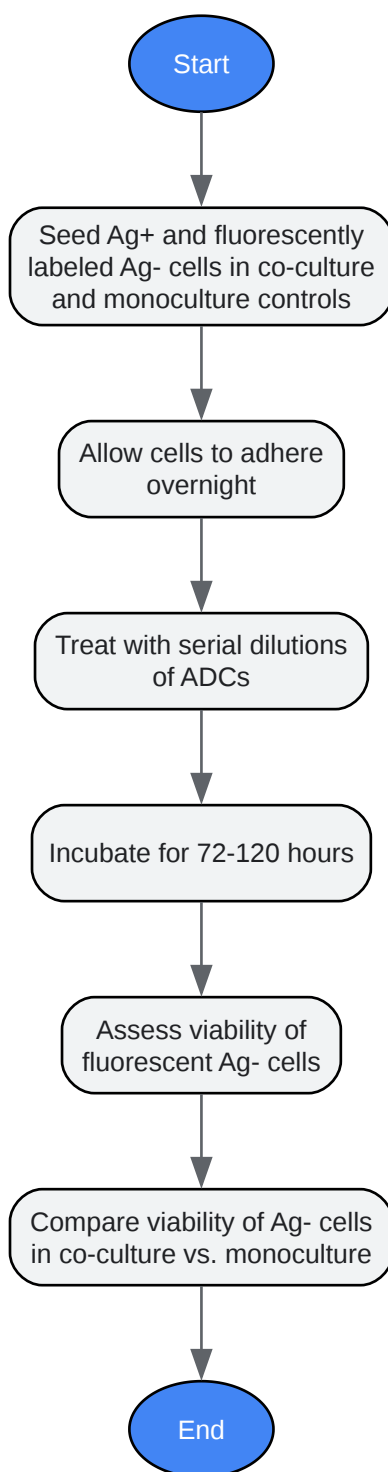 Start
Seed Ag+ and fluorescently
labeled Ag- cells in co-culture
and monoculture controls
Allow cells to adhere
overnight
Treat with serial dilutions
of ADCs
Incubate for 72-120 hours
Assess viability of
fluorescent Ag- cells
Compare viability of Ag- cells
in co-culture vs. monoculture
End